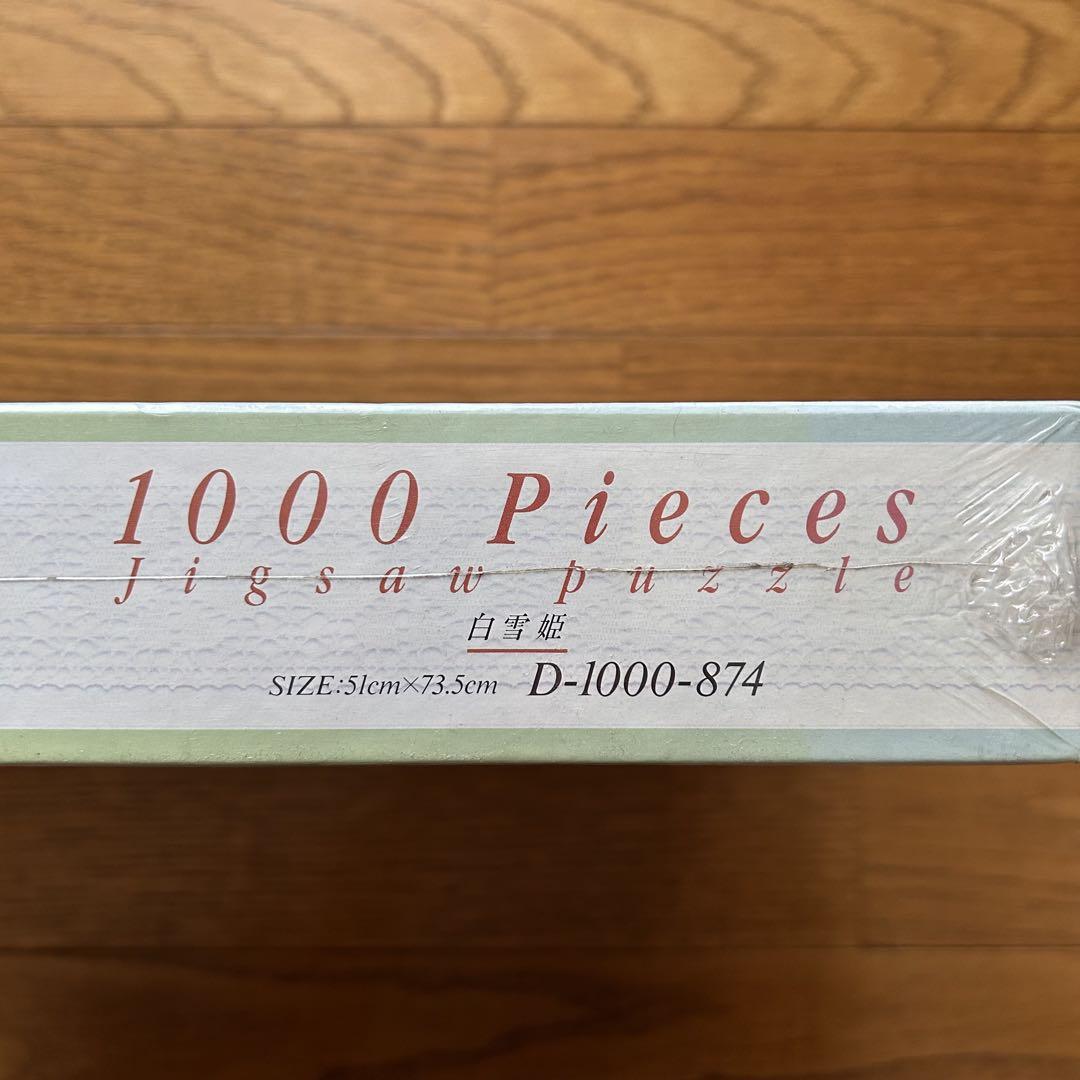 1000 Pieces
Jigsaw puzzle
白雪姫
SIZE:51cm×73.5cm D-1000-874